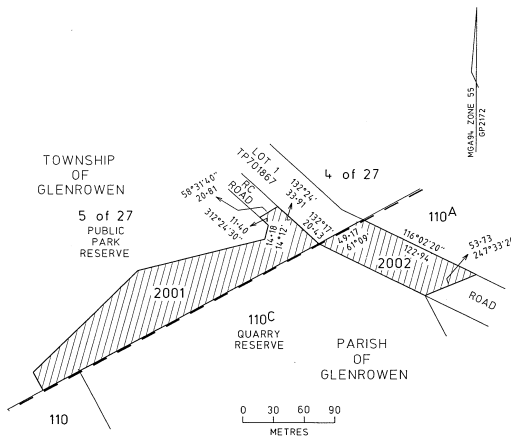 MGA94 ZONE 55
GP2172
TOWNSHIP
OF
GLENROWEN
5 of 27
PUBLIC
PARK
RESERVE
LOT 1
TP701867
4 of 27
RC
ROAD
58°31'40"
20·81
312°24'30"
11·40
132°24'
33·91
14·18
14°12'
132°17'
20·43
49·17
61°09'
110A
116°02'20"
122·94
53·23
247°33'2
2001
2002
ROAD
110C
QUARRY
RESERVE
PARISH
OF
GLENROWEN
110
0 30 60 90
METRES